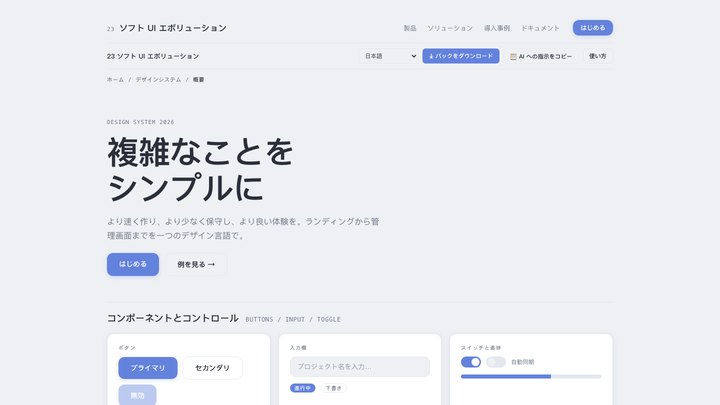 23 ソフト UI エボリューション
製品 ソリューション 導入事例 ドキュメント はじめる
23 ソフト UI エボリューション
日本語 パックをダウンロード AI への指示をコピー 使い方
ホーム / デザインシステム / 概要
DESIGN SYSTEM 2026
複雑なことを
シンプルに
より速く作り、より少なく保守し、より良い体験を。ランディングから管
理画面までを一つのデザイン言語で。
はじめる 例を見る →
コンポーネントとコントロール BUTTONS / INPUT / TOGGLE
ボタン
プライマリ セカンダリ
無効
入力欄
プロジェクト名を入力...
進行中 下書き
スイッチと進捗
自動同期